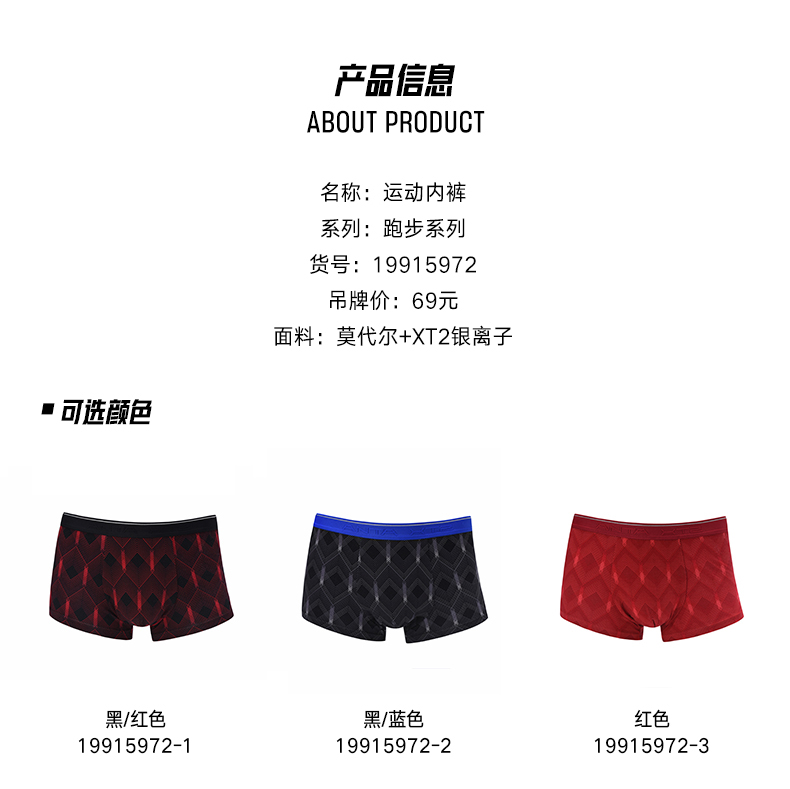 产品信息
ABOUT PRODUCT
名称：运动内裤
系列：跑步系列
货号：19915972
吊牌价：69元
面料：莫代尔+XT2银离子
可选颜色
黑/红色
19915972-1
黑/蓝色
19915972-2
红色
19915972-3